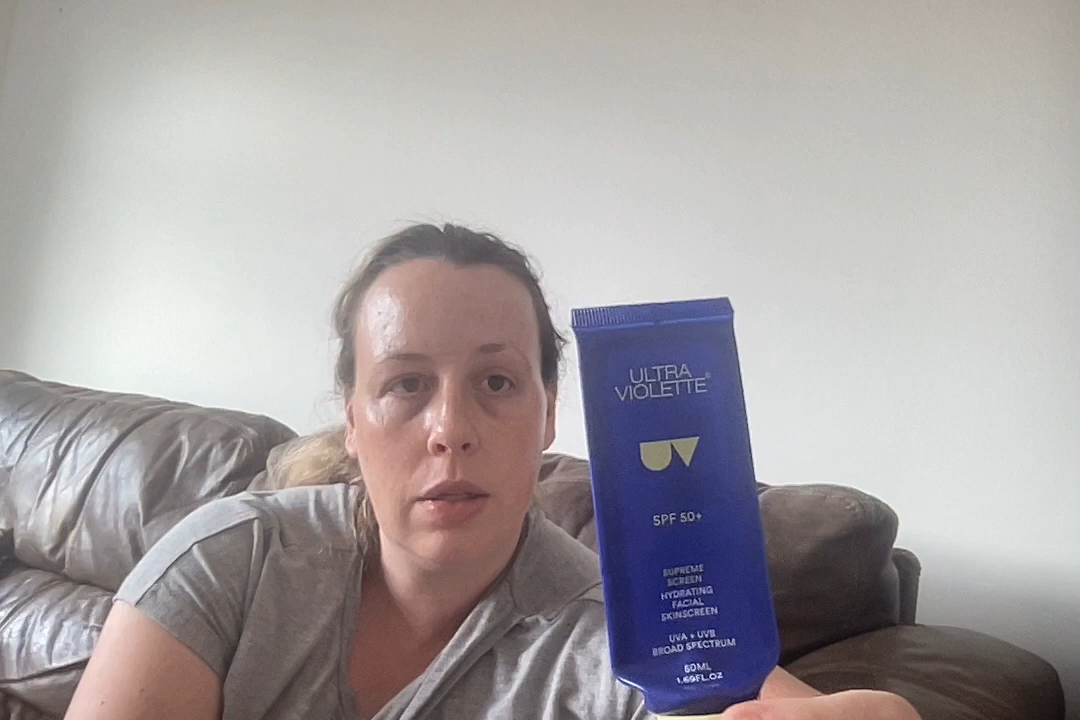 ULTRA
VIOLETTE®
UV
SPF 50+
SUPREME
SCREEN
HYDRATING
FACIAL
SKINSCREEN
UVA + UVB
BROAD SPECTRUM
50ML
1.69FL.OZ